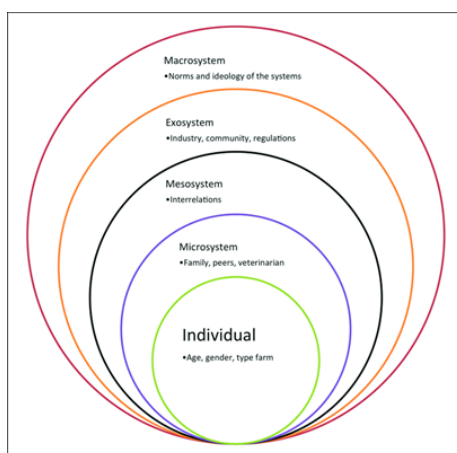 Macrosystem
•Norms and ideology of the systems
Exosystem
•Industry, community, regulations
Mesosystem
•Interrelations
Microsystem
•Family, peers, veterinarian
Individual
•Age, gender, type farm